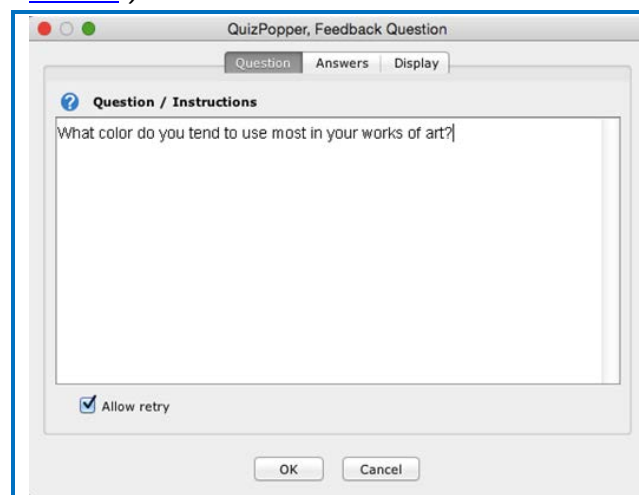 QuizPopper, Feedback Question
Question Answers Display
Question / Instructions
What color do you tend to use most in your works of art?
Allow retry
OK Cancel